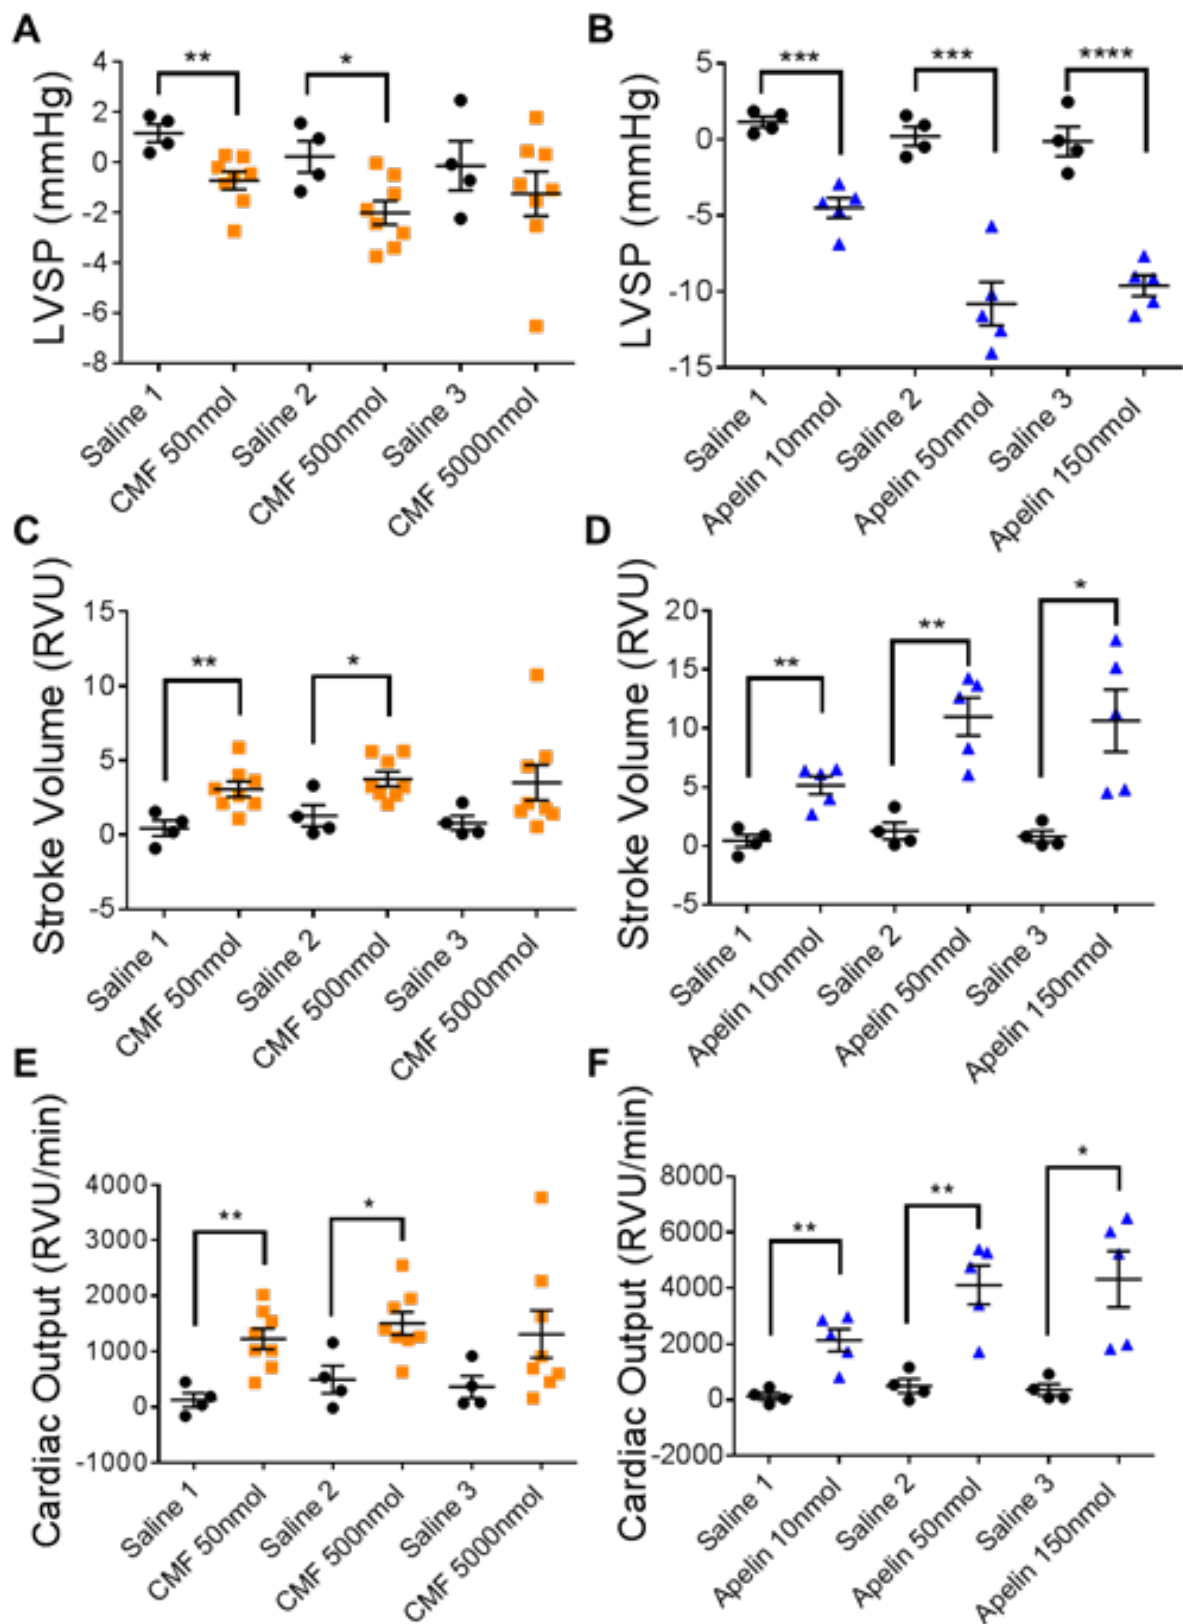 A
LVSP (mmHg)
4
2
0
-2
-4
-6
-8
**
*
Saline 1
CMF 50nmol
Saline 2
CMF 500nmol
Saline 3
CMF 5000nmol
B
LVSP (mmHg)
5
0
-5
-10
-15
***
***
****
Saline 1
Apelin 10nmol
Saline 2
Apelin 50nmol
Saline 3
Apelin 150nmol
C
Stroke Volume (RVU)
15
10
5
0
-5
**
*
Saline 1
CMF 50nmol
Saline 2
CMF 500nmol
Saline 3
CMF 5000nmol
D
Stroke Volume (RVU)
20
15
10
5
0
-5
**
**
*
Saline 1
Apelin 10nmol
Saline 2
Apelin 50nmol
Saline 3
Apelin 150nmol
E
Cardiac Output (RVU/min)
4000
3000
2000
1000
0
-1000
**
*
Saline 1
CMF 50nmol
Saline 2
CMF 500nmol
Saline 3
CMF 5000nmol
F
Cardiac Output (RVU/min)
8000
6000
4000
2000
0
-2000
**
**
*
Saline 1
Apelin 10nmol
Saline 2
Apelin 50nmol
Saline 3
Apelin 150nmol